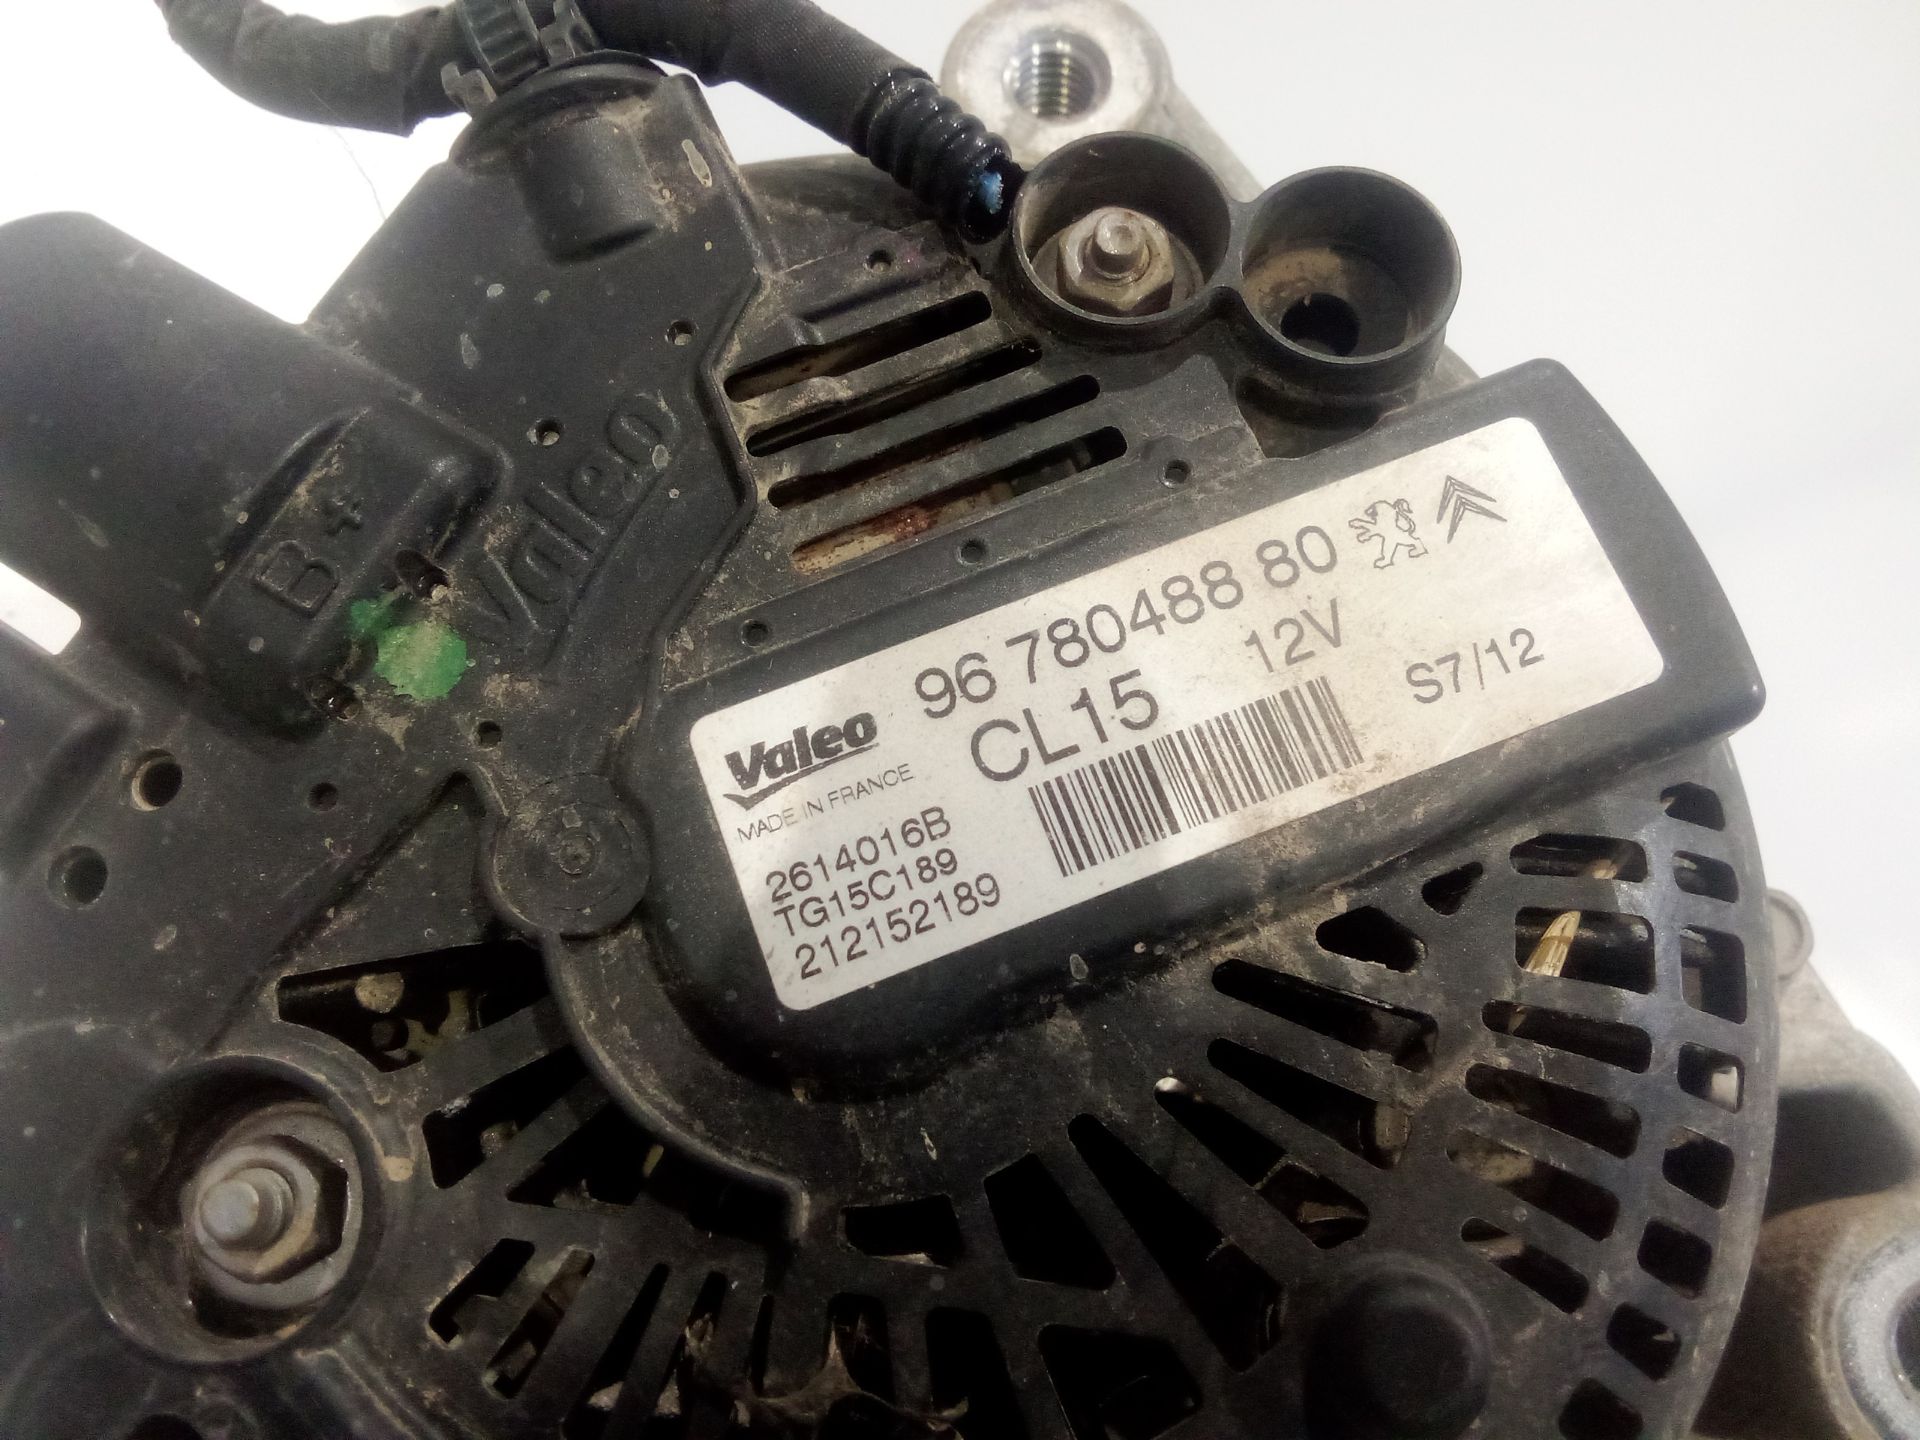 Valeo
B+
96 780488 80
CL15 12V
S7/12
Valeo
MADE IN FRANCE
2614016B
TG15C189
212152189